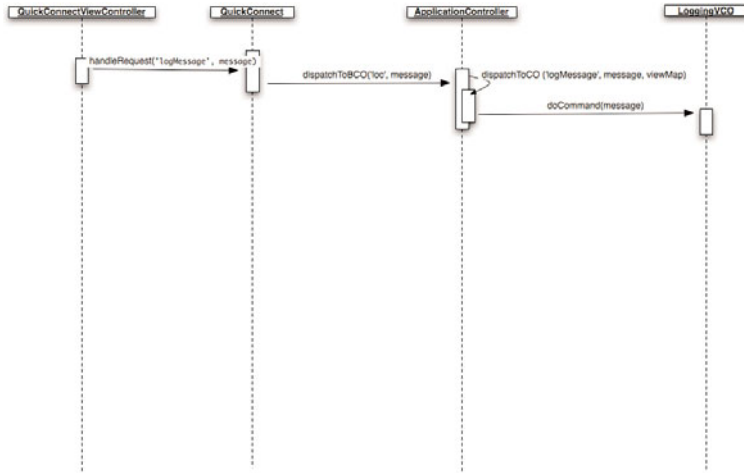 QuickConnectViewController
QuickConnect
ApplicationController
LoggingVCO
handleRequest("logMessage", message)
dispatchToBCO('loc', message)
dispatchToCO ('logMessage', message, viewMap)
doCommand(message)